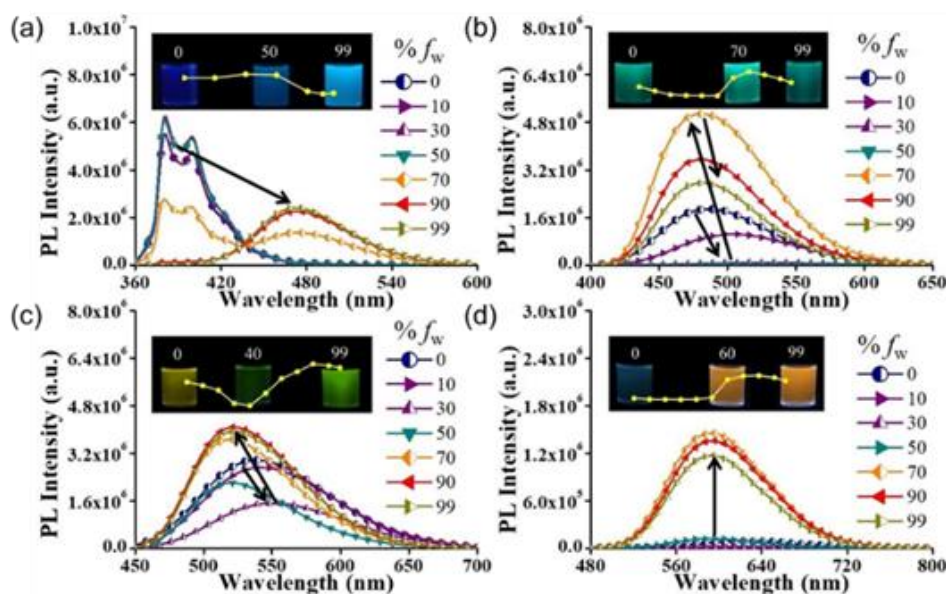 (a)
PL Intensity (a.u.)
1.0x10⁷
8.0x10⁶
6.0x10⁶
4.0x10⁶
2.0x10⁶
0.0
0 50 99
% fw
0
10
30
50
70
90
99
360 420 480 540 600
Wavelength (nm)
(b)
PL Intensity (a.u.)
8.0x10⁶
6.4x10⁶
4.8x10⁶
3.2x10⁶
1.6x10⁶
0.0
0 70 99
% fw
0
10
30
50
70
90
99
400 450 500 550 600 650
Wavelength (nm)
(c)
PL Intensity (a.u.)
8.0x10⁶
6.4x10⁶
4.8x10⁶
3.2x10⁶
1.6x10⁶
0.0
0 40 99
% fw
0
10
30
50
70
90
99
450 500 550 600 650 700
Wavelength (nm)
(d)
PL Intensity (a.u.)
3.0x10⁶
2.4x10⁶
1.8x10⁶
1.2x10⁶
6.0x10⁵
0.0
0 60 99
% fw
0
10
30
50
70
90
99
480 560 640 720 800
Wavelength (nm)